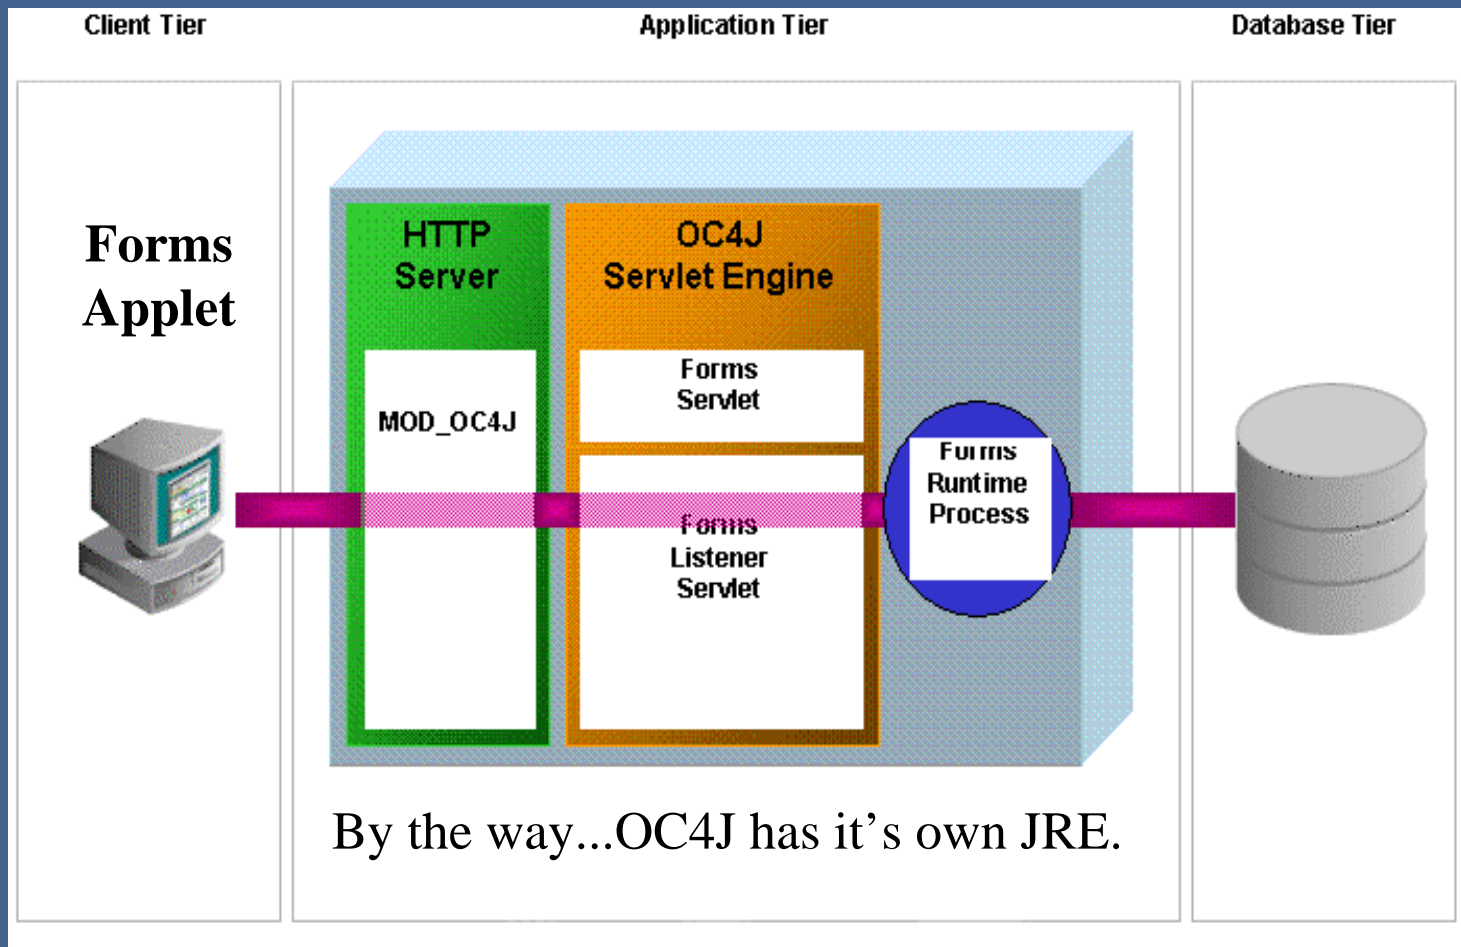 Client Tier
Application Tier
Database Tier
Forms
Applet
HTTP
Server
MOD_OC4J
OC4J
Servlet Engine
Forms
Servlet
Forms
Listener
Servlet
Forms
Runtime
Process
By the way...OC4J has it’s own JRE.